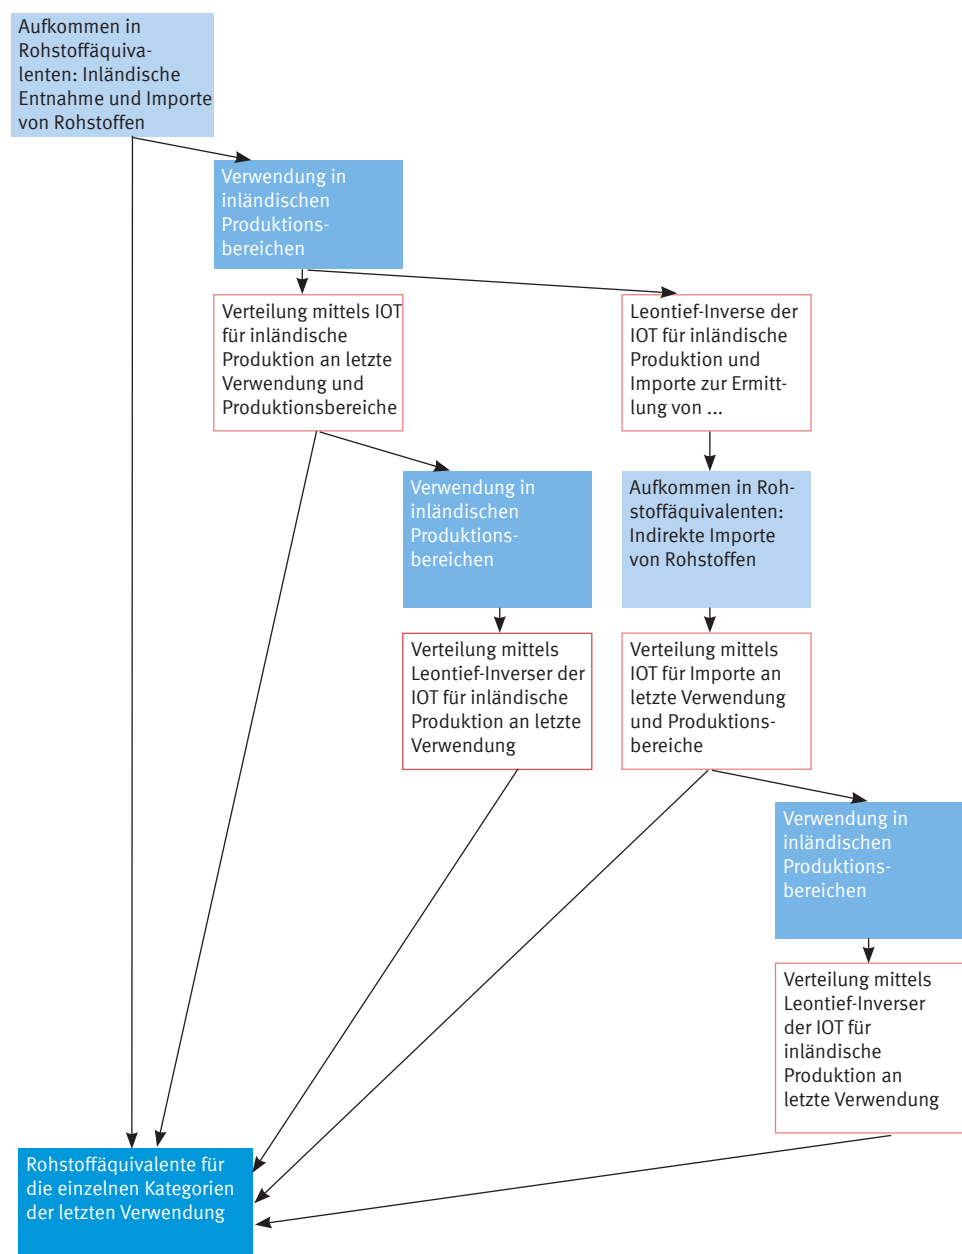 Aufkommen in
Rohstoffäquiva-
lenten: Inländische
Entnahme und Importe
von Rohstoffen
Verwendung in
inländischen
Produktions-
bereichen
Verteilung mittels IOT
für inländische
Produktion an letzte
Verwendung und
Produktionsbereiche
Leontief-Inverse der
IOT für inländische
Produktion und
Importe zur Ermitt-
lung von ...
Verwendung in
inländischen
Produktions-
bereichen
Aufkommen in Roh-
stoffäquivalenten:
Indirekte Importe
von Rohstoffen
Verteilung mittels
Leontief-Inverser der
IOT für inländische
Produktion an letzte
Verwendung
Verteilung mittels
IOT für Importe an
letzte Verwendung
und Produktions-
bereiche
Verwendung in
inländischen
Produktions-
bereichen
Verteilung mittels
Leontief-Inverser
der IOT für
inländische
Produktion an
letzte Verwendung
Rohstoffäquivalente für
die einzelnen Kategorien
der letzten Verwendung